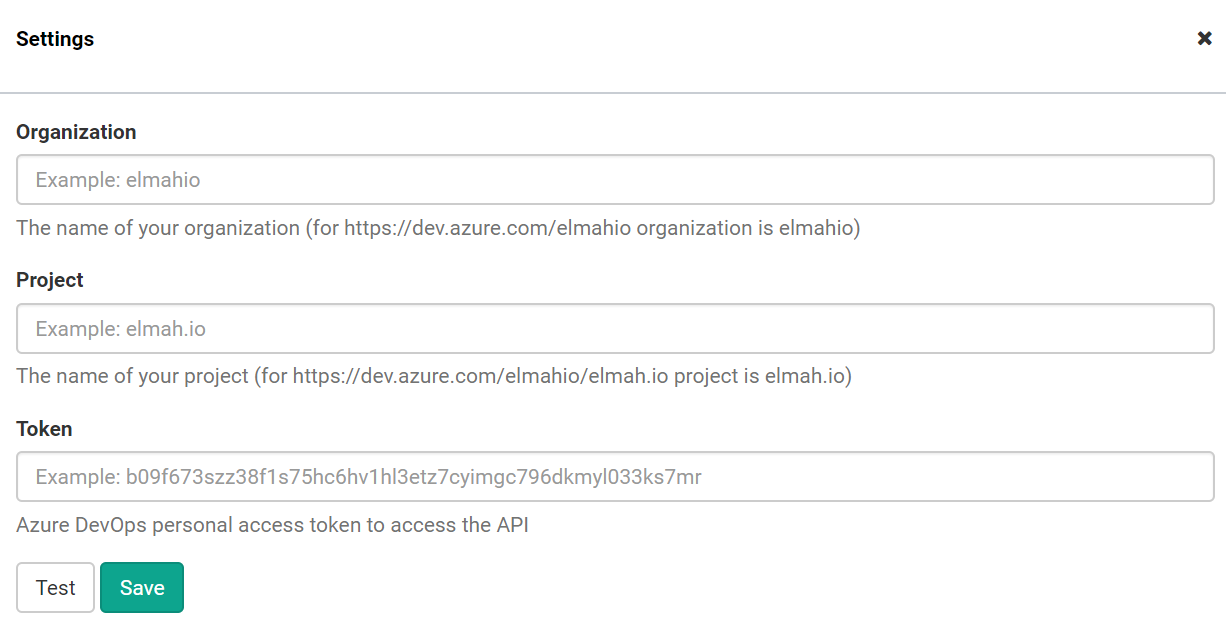 Settings
Organization
Example: elmahio
The name of your organization (for https://dev.azure.com/elmahio organization is elmahio)
Project
Example: elmah.io
The name of your project (for https://dev.azure.com/elmahio/elmah.io project is elmah.io)
Token
Example: b09f673szz38f1s75hc6hv1hl3etz7cyimgc796dkmyl033ks7mr
Azure DevOps personal access token to access the API
Test Save